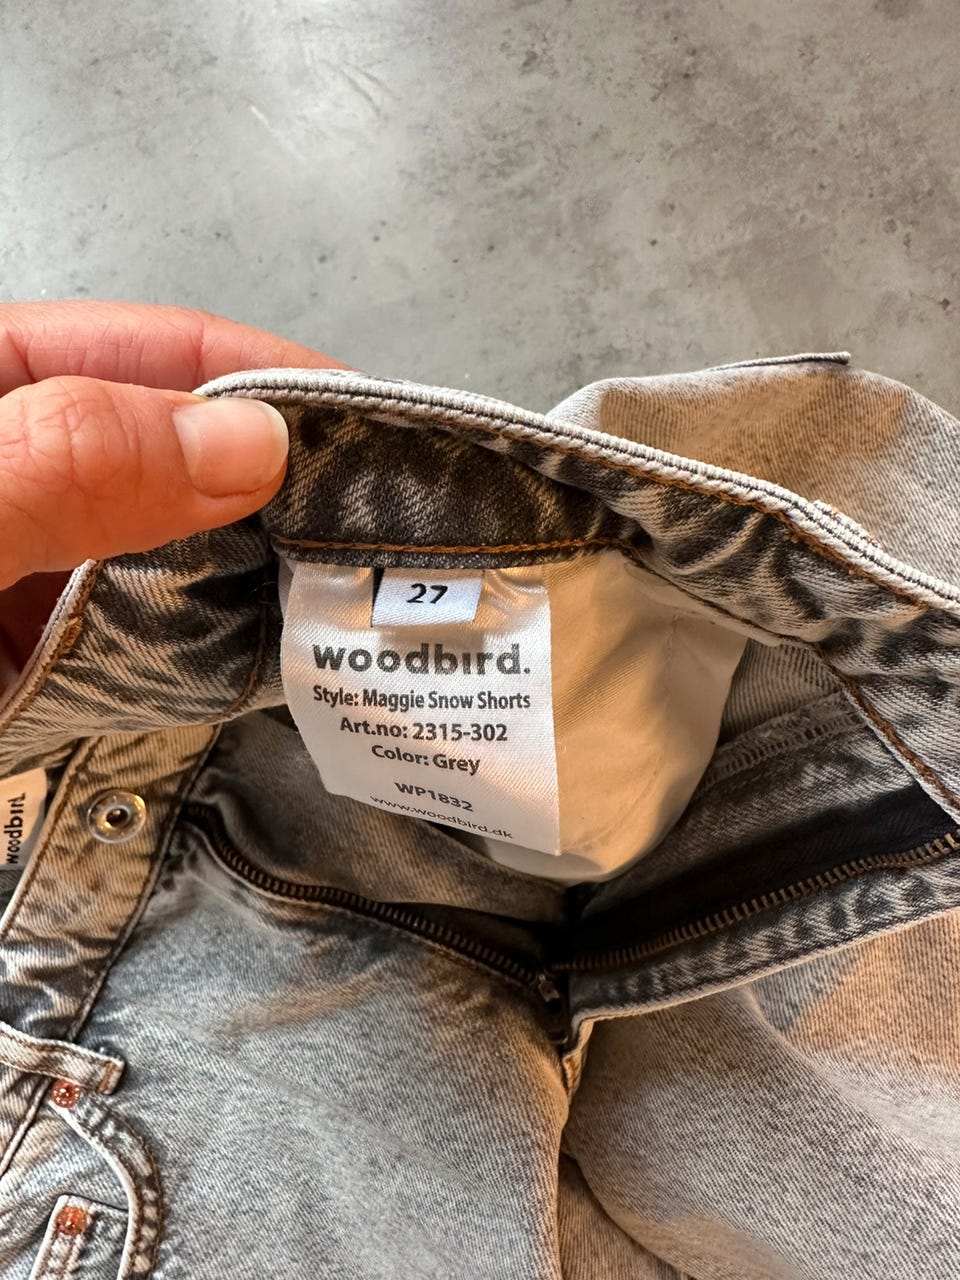 27
woodbird.
Style: Maggie Snow Shorts
Art.no: 2315-302
Color: Grey
WP1832
www.woodbird.dk
woodbird.